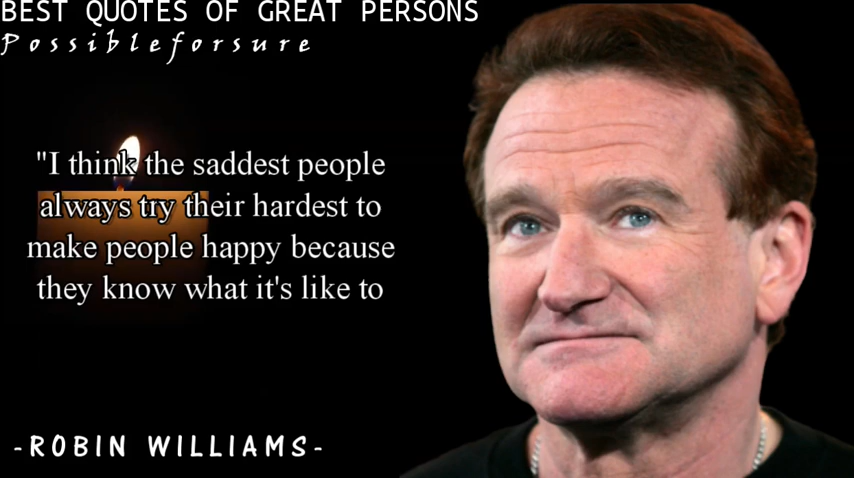 BEST QUOTES OF GREAT PERSONS
Possibleforsure
"I think the saddest people
always try their hardest to
make people happy because
they know what it's like to
-ROBIN WILLIAMS-